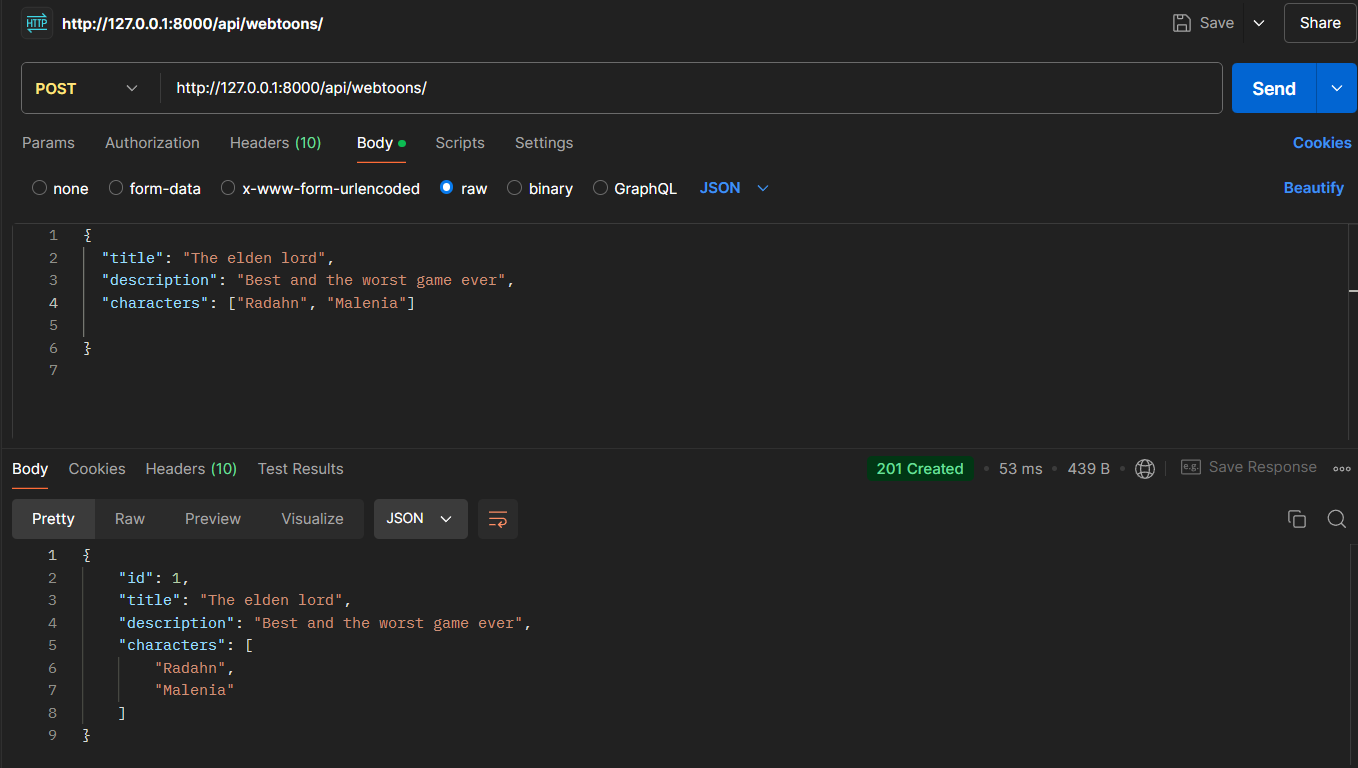 HTTP http://127.0.0.1:8000/api/webtoons/ Save Share
POST http://127.0.0.1:8000/api/webtoons/ Send
Params Authorization Headers (10) Body Scripts Settings Cookies
none form-data x-www-form-urlencoded raw binary GraphQL JSON Beautify
1 {
2 "title": "The elden lord",
3 "description": "Best and the worst game ever",
4 "characters": ["Radahn", "Malenia"]
5
6 }
7
Body Cookies Headers (10) Test Results 201 Created 53 ms 439 B e.g. Save Response
Pretty Raw Preview Visualize JSON
1 {
2 "id": 1,
3 "title": "The elden lord",
4 "description": "Best and the worst game ever",
5 "characters": [
6 "Radahn",
7 "Malenia"
8 ]
9 }